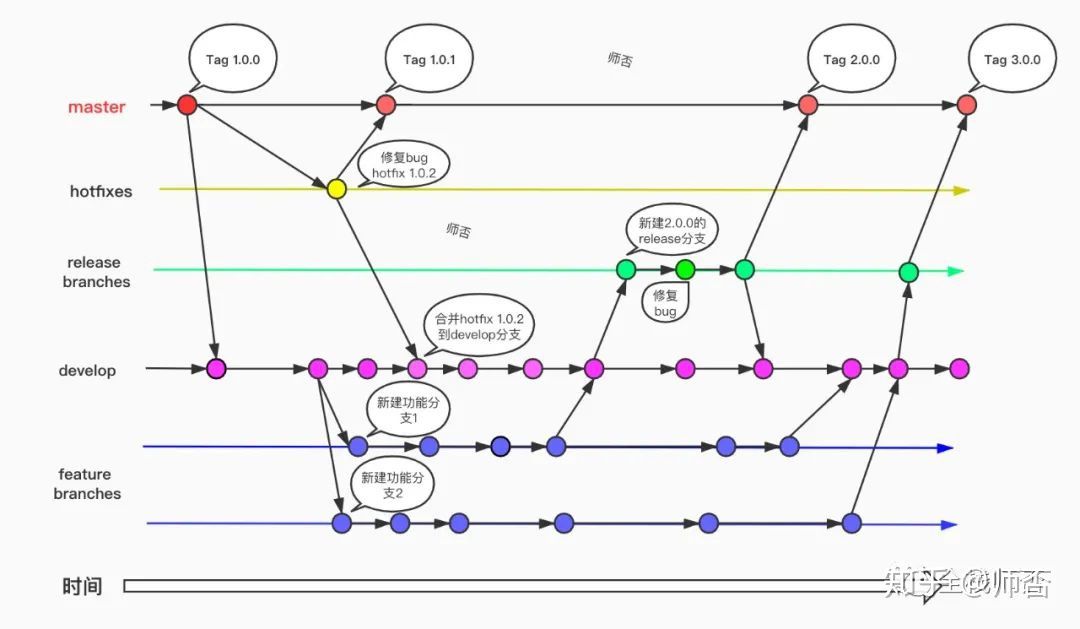 Tag 1.0.0
Tag 1.0.1
师否
Tag 2.0.0
Tag 3.0.0
master
修复bug
hotfix 1.0.2
hotfixes
师否
新建2.0.0的
release分支
release
branches
修复
bug
合并hotfix 1.0.2
到develop分支
develop
新建功能分
支1
feature
branches
新建功能分
支2
时间
知乎 @师否